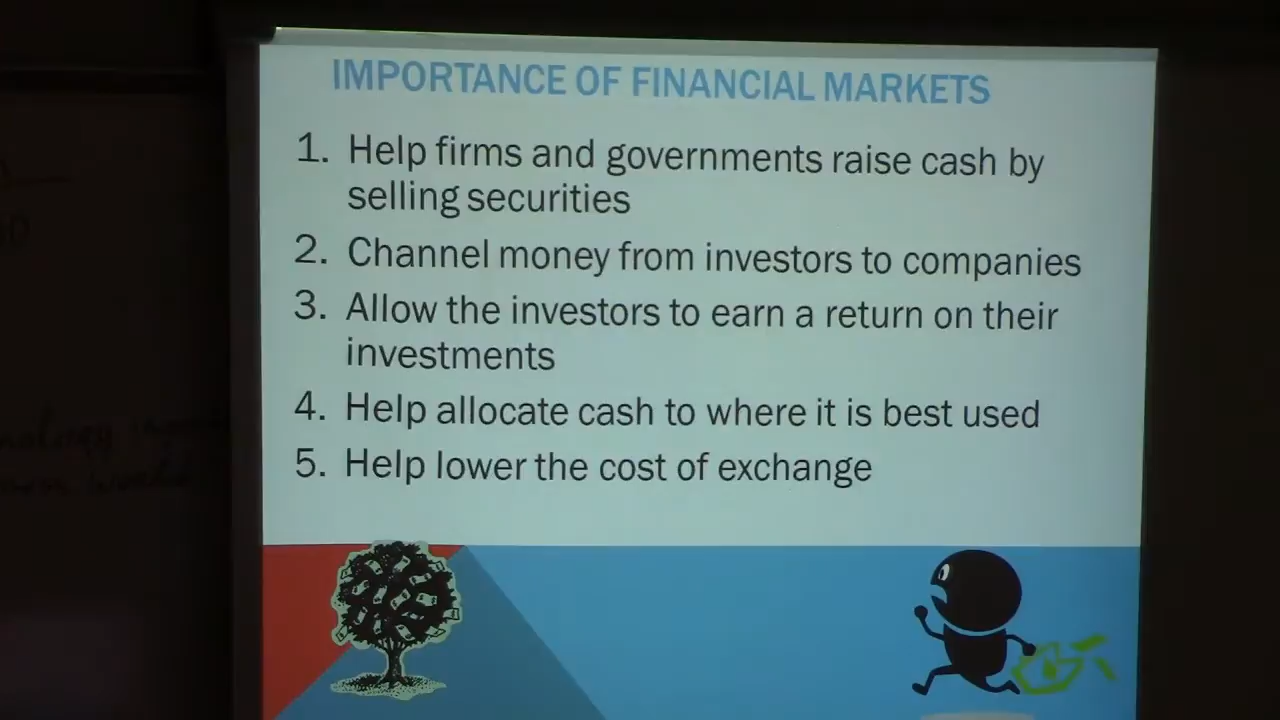 IMPORTANCE OF FINANCIAL MARKETS
1. Help firms and governments raise cash by
selling securities
2. Channel money from investors to companies
3. Allow the investors to earn a return on their
investments
4. Help allocate cash to where it is best used
5. Help lower the cost of exchange